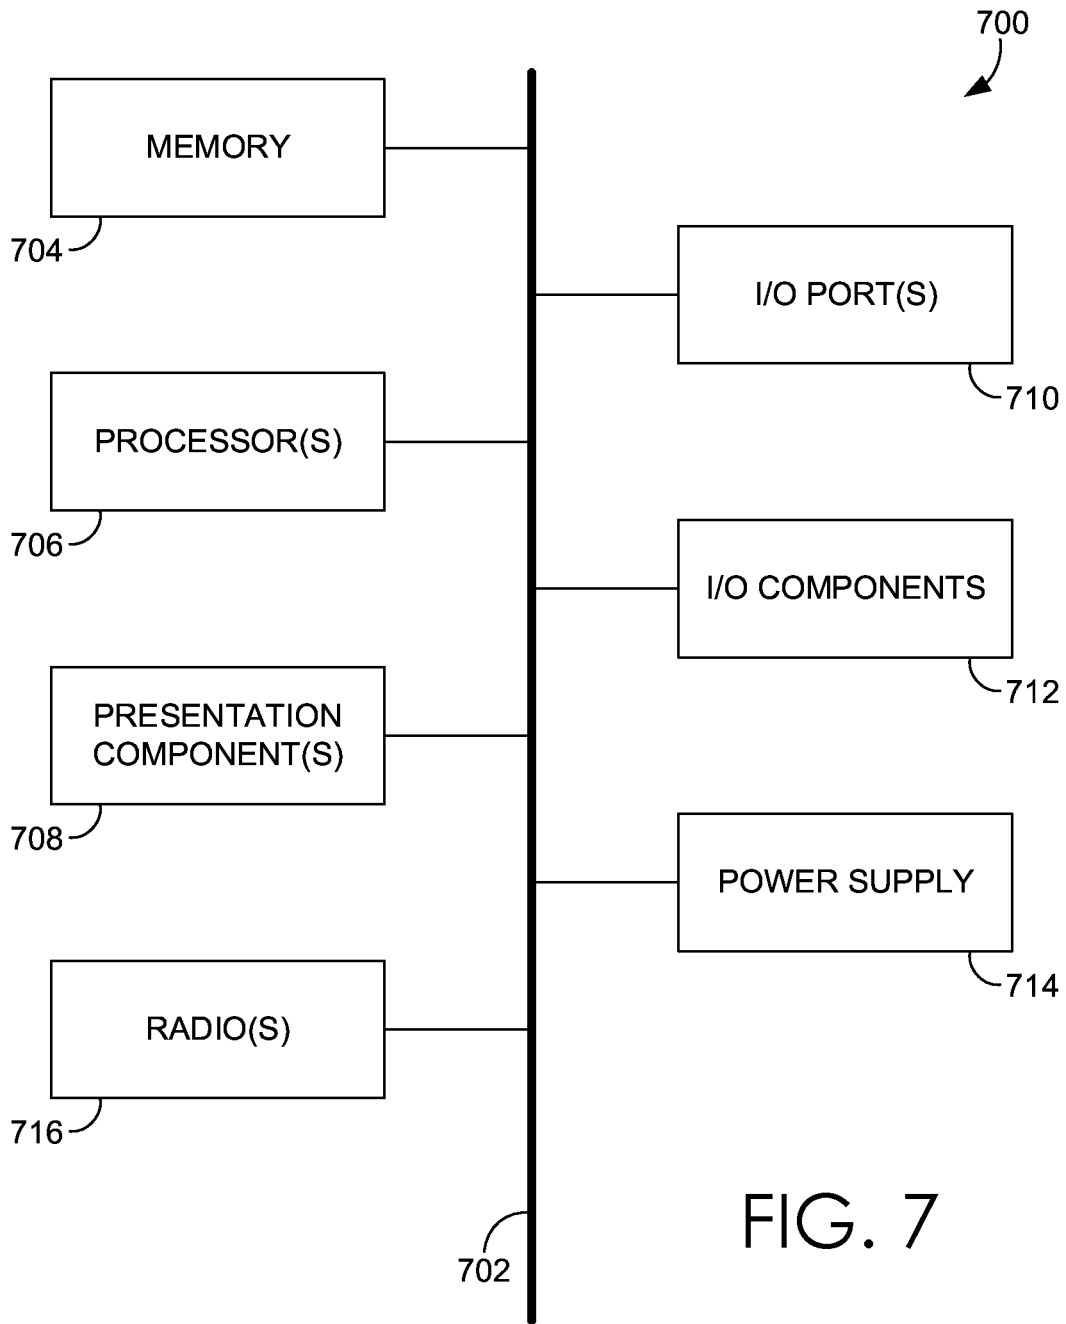 700
MEMORY
704
I/O PORT(S)
710
PROCESSOR(S)
706
I/O COMPONENTS
712
PRESENTATION
COMPONENT(S)
708
POWER SUPPLY
714
RADIO(S)
716
702
FIG. 7